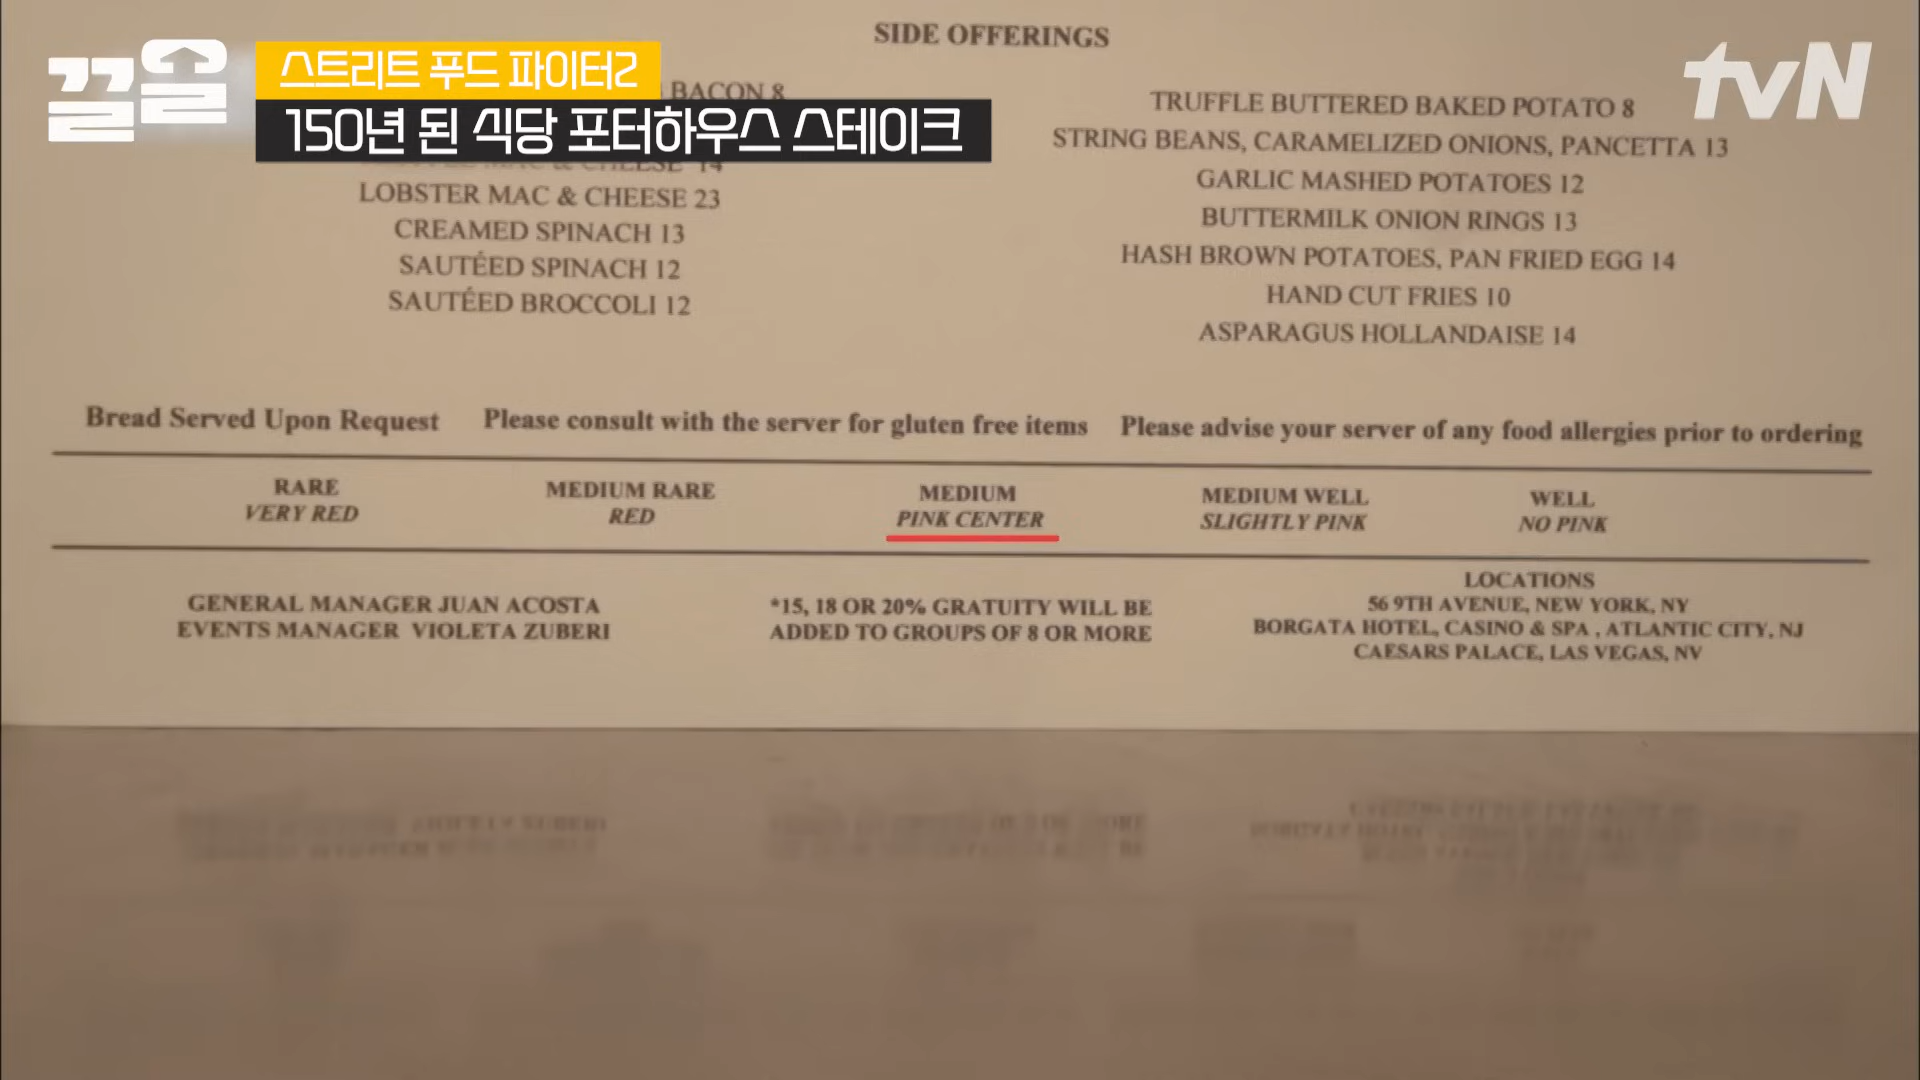 끌올
스트리트 푸드 파이터2
150년 된 식당 포터하우스 스테이크
tvN
SIDE OFFERINGS
BACON 8
MAC & CHEESE 14
LOBSTER MAC & CHEESE 23
CREAMED SPINACH 13
SAUTÉED SPINACH 12
SAUTÉED BROCCOLI 12
TRUFFLE BUTTERED BAKED POTATO 8
STRING BEANS, CARAMELIZED ONIONS, PANCETTA 13
GARLIC MASHED POTATOES 12
BUTTERMILK ONION RINGS 13
HASH BROWN POTATOES, PAN FRIED EGG 14
HAND CUT FRIES 10
ASPARAGUS HOLLANDAISE 14
Bread Served Upon Request Please consult with the server for gluten free items Please advise your server of any food allergies prior to ordering
RARE
VERY RED
MEDIUM RARE
RED
MEDIUM
PINK CENTER
MEDIUM WELL
SLIGHTLY PINK
WELL
NO PINK
GENERAL MANAGER JUAN ACOSTA
EVENTS MANAGER VIOLETA ZUBERI
*15, 18 OR 20% GRATUITY WILL BE
ADDED TO GROUPS OF 8 OR MORE
LOCATIONS
56 9TH AVENUE, NEW YORK, NY
BORGATA HOTEL, CASINO & SPA , ATLANTIC CITY, NJ
CAESARS PALACE, LAS VEGAS, NV